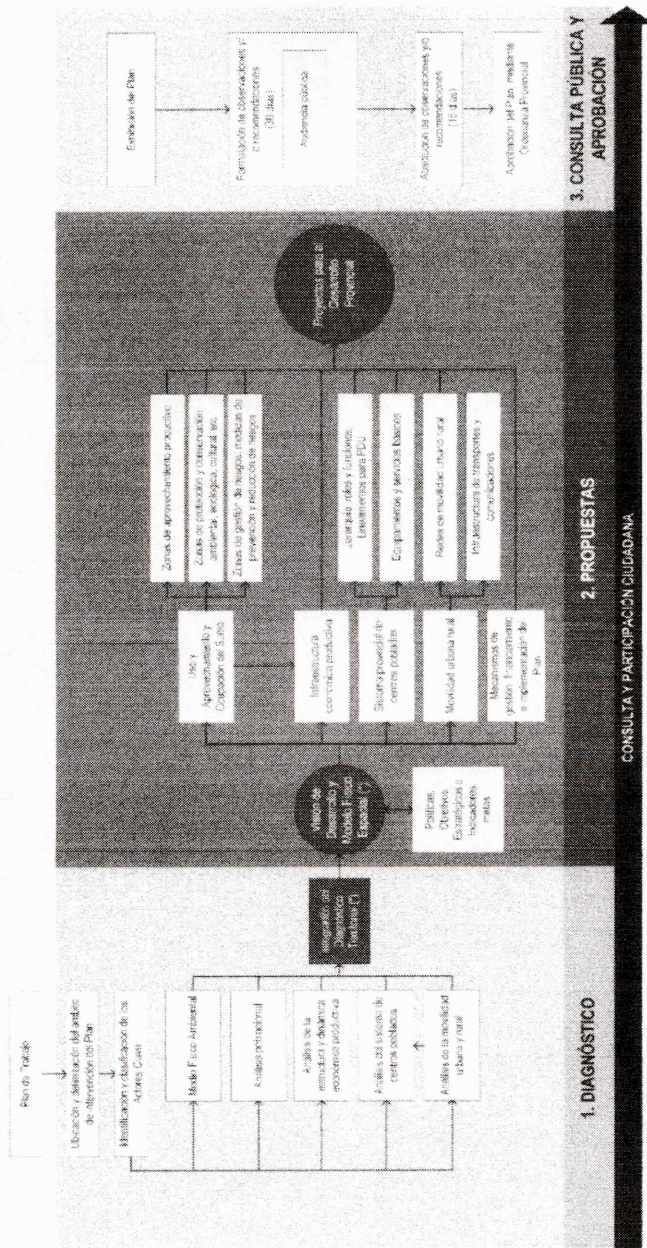 Plan de Trabajo
Ubicación y delimitación del ámbito
de intervención del Plan
Identificación y clasificación de los
Actores Clave
Medio Físico Ambiental
Análisis poblacional
Análisis de la
estructura y dinámica
económico productiva
Análisis del sistema de
centros poblados
Análisis de la movilidad
urbana y rural
Integración del
Diagnóstico
Territorial (*)
1. DIAGNÓSTICO
Visión de
Desarrollo y
Modelo Físico
Espacial (*)
Políticas,
Objetivos
Estratégicos e
Indicadores
metas
Uso y
Aprovechamiento y
Ocupación de Suelo
Infraestructura
económica productiva
Sistema provincial de
centros poblados
Movilidad urbana rural
Mecanismos de
gestión, financiamiento
e implementación del
Plan
Zonas de aprovechamiento productivo
Zonas de protección y conservación
ambiental, ecológica, cultural, etc.
Zonas de gestión de riesgos, medidas de
prevención y reducción de riesgos
Jerarquía, roles y funciones.
Lineamientos para PDU
Equipamientos y servicios básicos
Redes de movilidad urbano rural
Infraestructura de transportes y
comunicaciones
Proyectos para el
Desarrollo
Provincial
2. PROPUESTAS
Exhibición del Plan
Formulación de observaciones y/
o recomendaciones
(30 días)
Audiencia pública
Absolución de observaciones y/o
recomendaciones
(15 días)
Aprobación del Plan mediante
Ordenanza Provincial
3. CONSULTA PÚBLICA Y
APROBACIÓN
CONSULTA Y PARTICIPACIÓN CIUDADANA